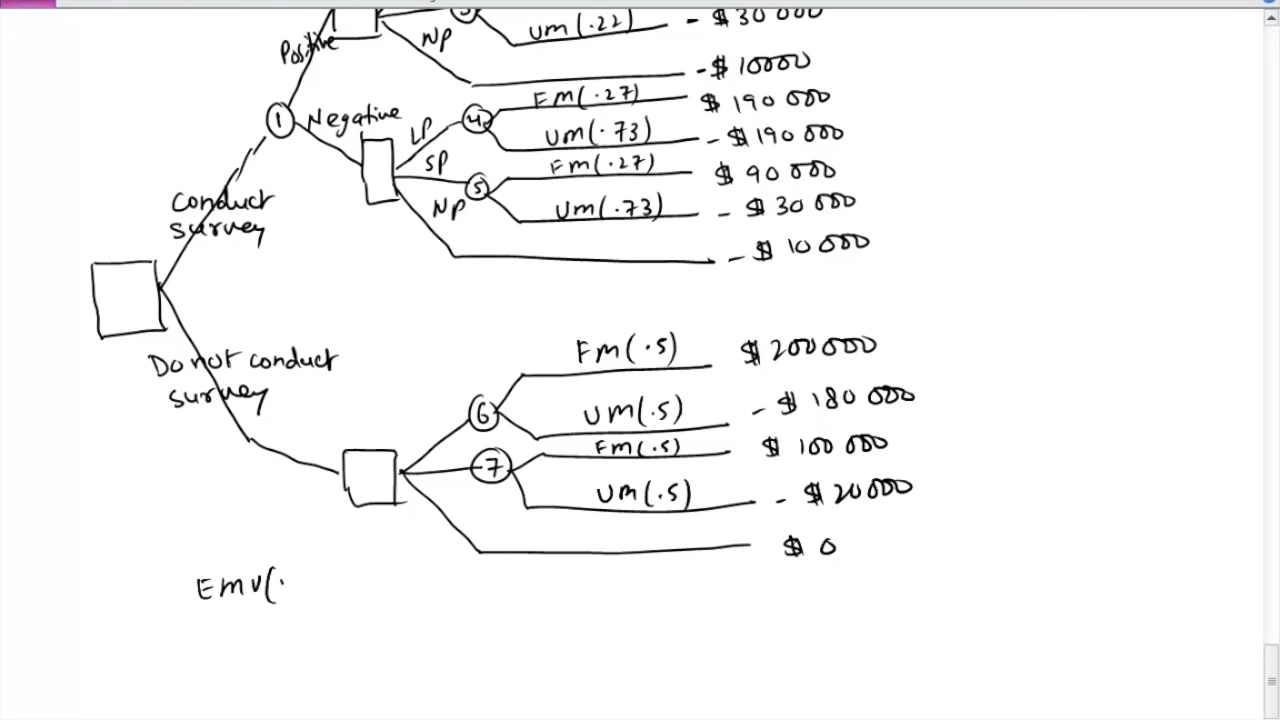 UM(.22) - $ 30 000
Positive
NP
- $ 10000
FM(.27) $ 190 000
1 Negative LP 4
UM(.73) - $ 190 000
SP FM(.27) $ 90 000
5
NP UM(.73) - $ 30 000
Conduct
survey
- $ 10 000
FM(.5) $ 200 000
Do not conduct
survey
6 UM(.5) - $ 180 000
FM(.5) $ 100 000
7
UM(.5) - $ 20 000
$ 0
EMV(.